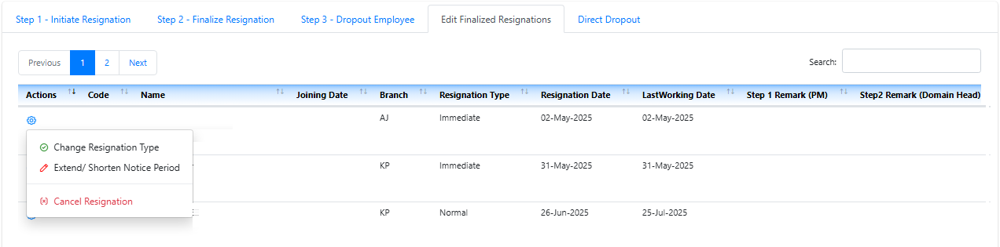 Step 1 - Initiate Resignation Step 2 - Finalize Resignation Step 3 - Dropout Employee Edit Finalized Resignations Direct Dropout
Previous 1 2 Next Search:
Actions Code Name Joining Date Branch Resignation Type Resignation Date LastWorking Date Step 1 Remark (PM) Step2 Remark (Domain Head)
AJ Immediate 02-May-2025 02-May-2025
Change Resignation Type
Extend/ Shorten Notice Period
KP Immediate 31-May-2025 31-May-2025
Cancel Resignation
KP Normal 26-Jun-2025 25-Jul-2025